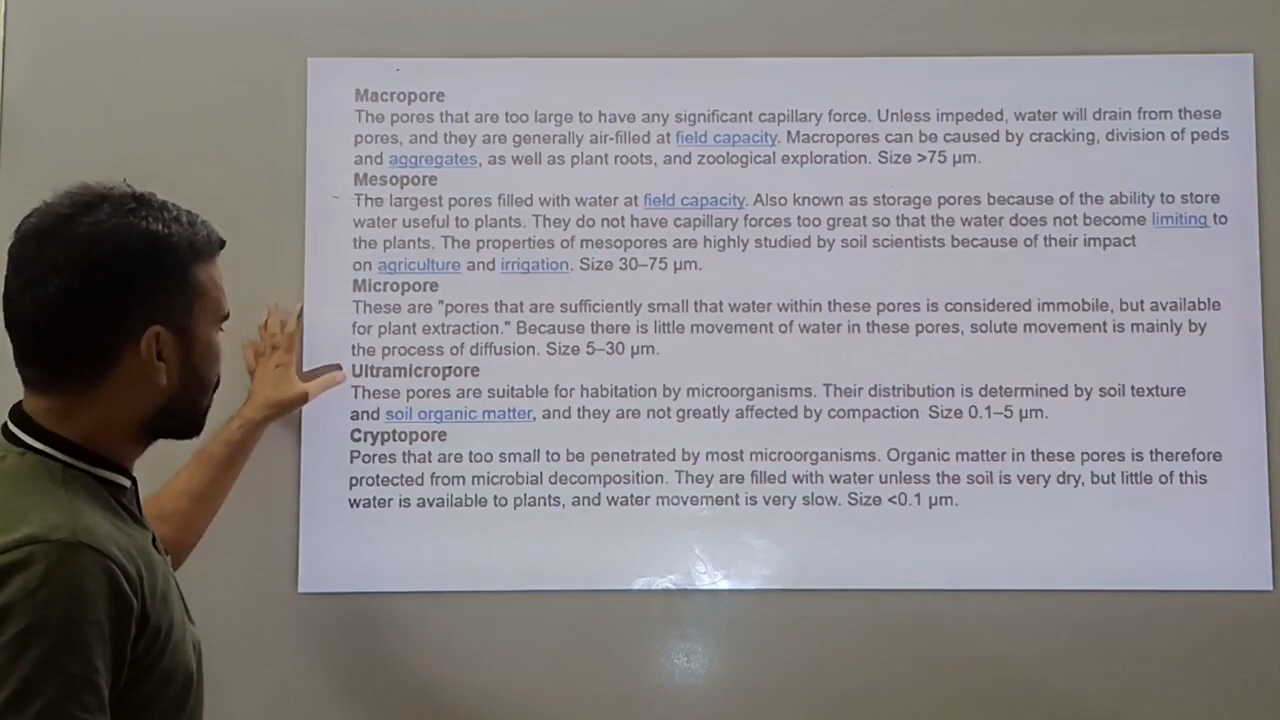 Macropore
The pores that are too large to have any significant capillary force. Unless impeded, water will drain from these
pores, and they are generally air-filled at field capacity. Macropores can be caused by cracking, division of peds
and aggregates, as well as plant roots, and zoological exploration. Size >75 μm.
Mesopore
The largest pores filled with water at field capacity. Also known as storage pores because of the ability to store
water useful to plants. They do not have capillary forces too great so that the water does not become limiting to
the plants. The properties of mesopores are highly studied by soil scientists because of their impact
on agriculture and irrigation. Size 30–75 μm.
Micropore
These are "pores that are sufficiently small that water within these pores is considered immobile, but available
for plant extraction." Because there is little movement of water in these pores, solute movement is mainly by
the process of diffusion. Size 5–30 μm.
Ultramicropore
These pores are suitable for habitation by microorganisms. Their distribution is determined by soil texture
and soil organic matter, and they are not greatly affected by compaction Size 0.1–5 μm.
Cryptopore
Pores that are too small to be penetrated by most microorganisms. Organic matter in these pores is therefore
protected from microbial decomposition. They are filled with water unless the soil is very dry, but little of this
water is available to plants, and water movement is very slow. Size <0.1 μm.